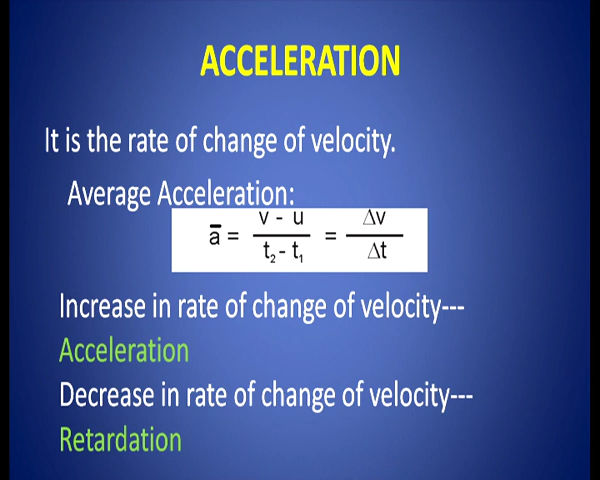 ACCELERATION
It is the rate of change of velocity.
Average Acceleration:
a̅ = (v - u) / (t₂ - t₁) = Δv / Δt
Increase in rate of change of velocity---
Acceleration
Decrease in rate of change of velocity---
Retardation